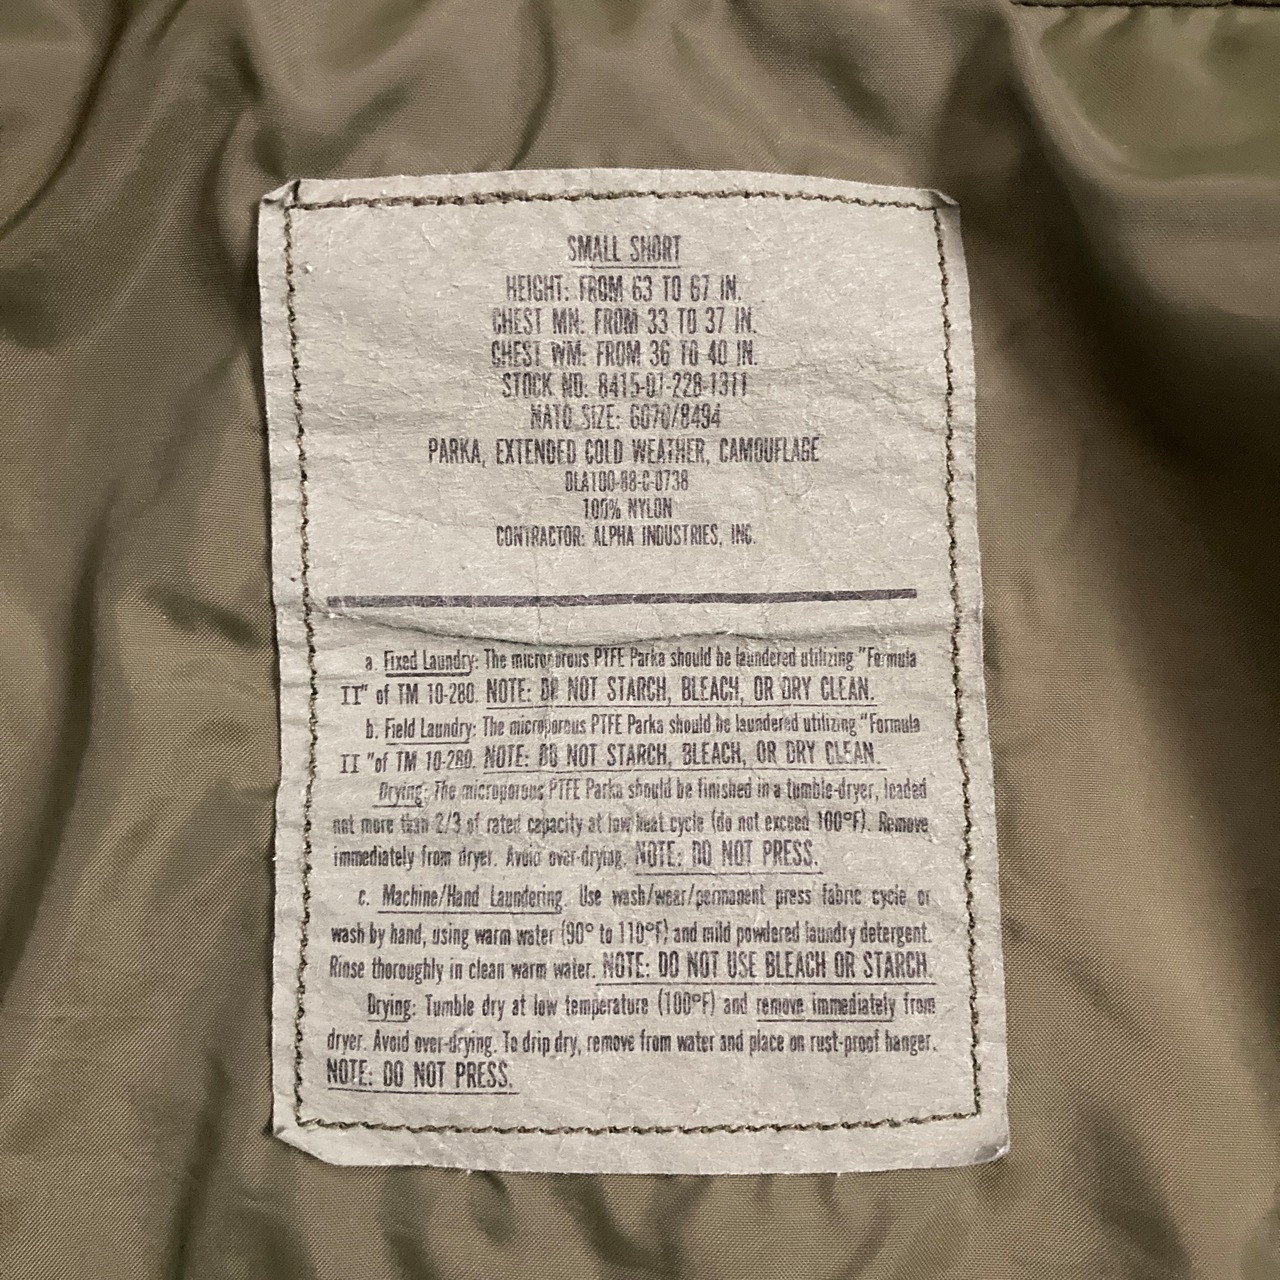 SMALL SHORT
HEIGHT: FROM 63 TO 67 IN.
CHEST MN: FROM 33 TO 37 IN.
CHEST WM: FROM 36 TO 40 IN.
STOCK NO. 8415-01-228-1311
NATO SIZE: 6070/8494
PARKA, EXTENDED COLD WEATHER, CAMOUFLAGE
DLA100-88-C-0738
100% NYLON
CONTRACTOR: ALPHA INDUSTRIES, INC.
a. Fixed Laundry: The microporous PTFE Parka should be laundered utilizing "Formula
II" of TM 10-280. NOTE: DO NOT STARCH, BLEACH, OR DRY CLEAN.
b. Field Laundry: The microporous PTFE Parka should be laundered utilizing "Formula
II "of TM 10-280. NOTE: DO NOT STARCH, BLEACH, OR DRY CLEAN.
Drying: The microporous PTFE Parka should be finished in a tumble-dryer, loaded
not more than 2/3 of rated capacity at low heat cycle (do not exceed 100°F). Remove
immediately from dryer. Avoid over-drying. NOTE: DO NOT PRESS.
c. Machine/Hand Laundering. Use wash/wear/permanent press fabric cycle or
wash by hand, using warm water (90° to 110°F) and mild powdered laundry detergent.
Rinse thoroughly in clean warm water. NOTE: DO NOT USE BLEACH OR STARCH.
Drying: Tumble dry at low temperature (100°F) and remove immediately from
dryer. Avoid over-drying. To drip dry, remove from water and place on rust-proof hanger.
NOTE: DO NOT PRESS.